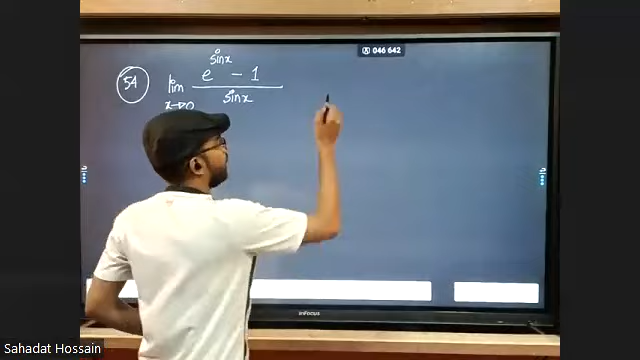 046 642
54
lim x→0 (e^sinx − 1) / sinx
InFocus
Sahadat Hossain